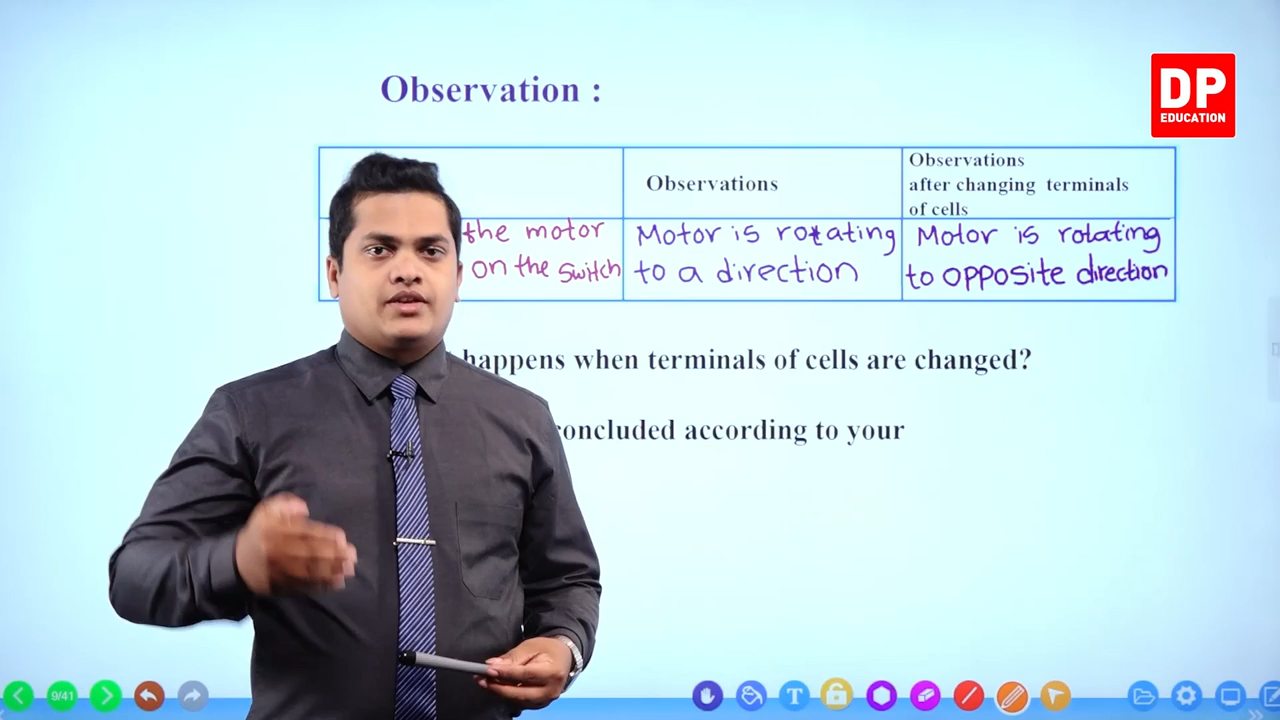 Observation :
DP
EDUCATION
Observations
Observations
after changing terminals
of cells
the motor
on the switch
Motor is rotating
to a direction
Motor is rotating
to opposite direction
happens when terminals of cells are changed?
concluded according to your
9/41
T